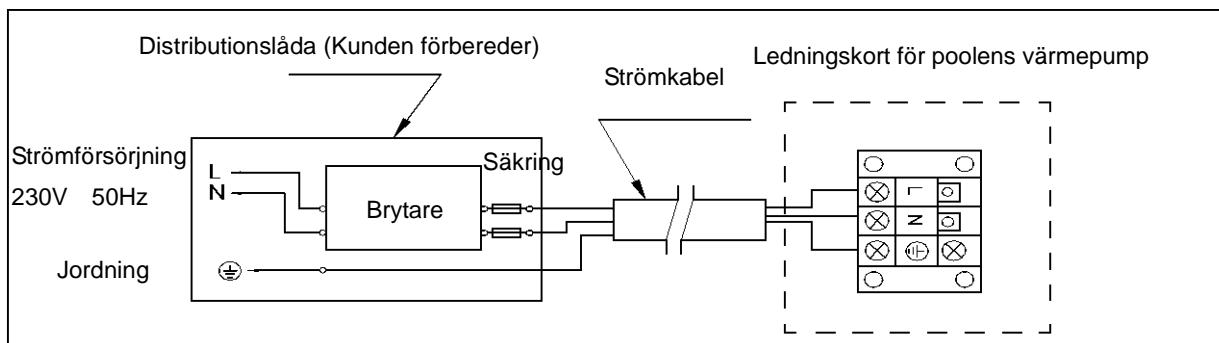 Distributionslåda (Kunden förbereder)
Ledningskort för poolens värmepump
Strömkabel
Strömförsörjning
230V 50Hz
L
N
Säkring
Brytare
Jordning
L
N